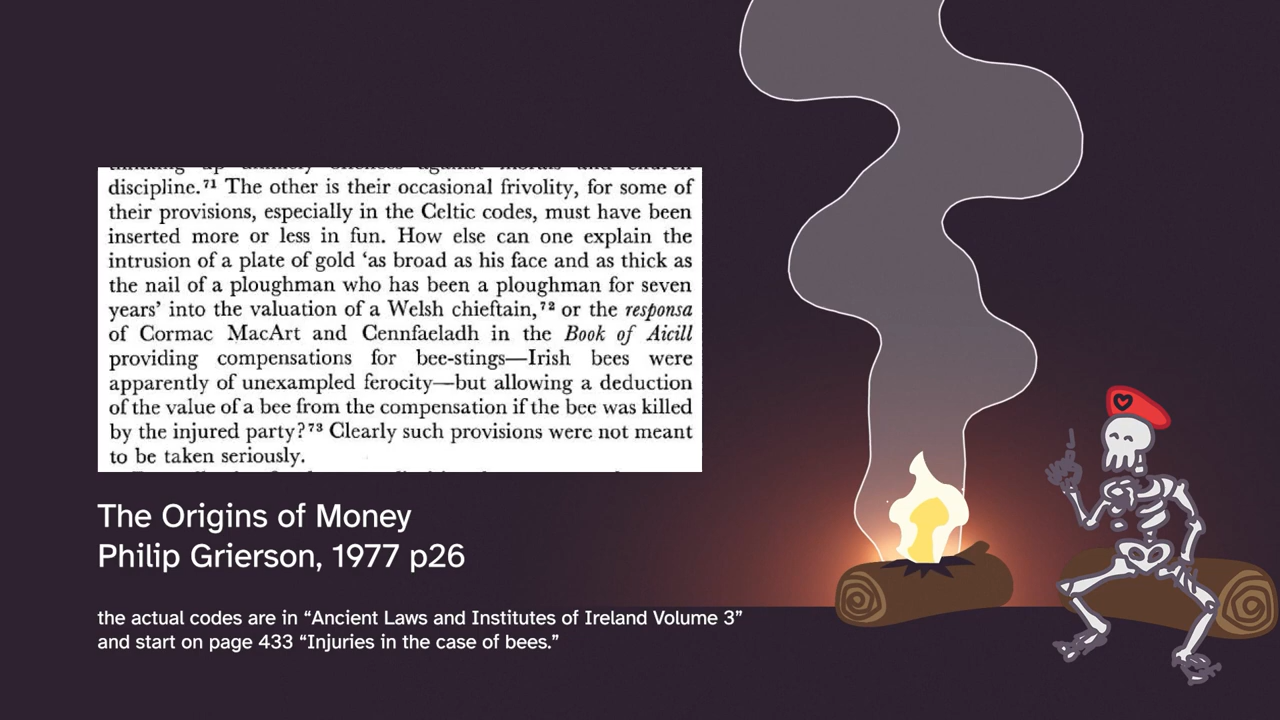 discipline.⁷¹ The other is their occasional frivolity, for some of
their provisions, especially in the Celtic codes, must have been
inserted more or less in fun. How else can one explain the
intrusion of a plate of gold ‘as broad as his face and as thick as
the nail of a ploughman who has been a ploughman for seven
years’ into the valuation of a Welsh chieftain,⁷² or the responsa
of Cormac MacArt and Cennfaeladh in the Book of Aicill
providing compensations for bee-stings—Irish bees were
apparently of unexampled ferocity—but allowing a deduction
of the value of a bee from the compensation if the bee was killed
by the injured party?⁷³ Clearly such provisions were not meant
to be taken seriously.
The Origins of Money
Philip Grierson, 1977 p26
the actual codes are in “Ancient Laws and Institutes of Ireland Volume 3”
and start on page 433 “Injuries in the case of bees.”